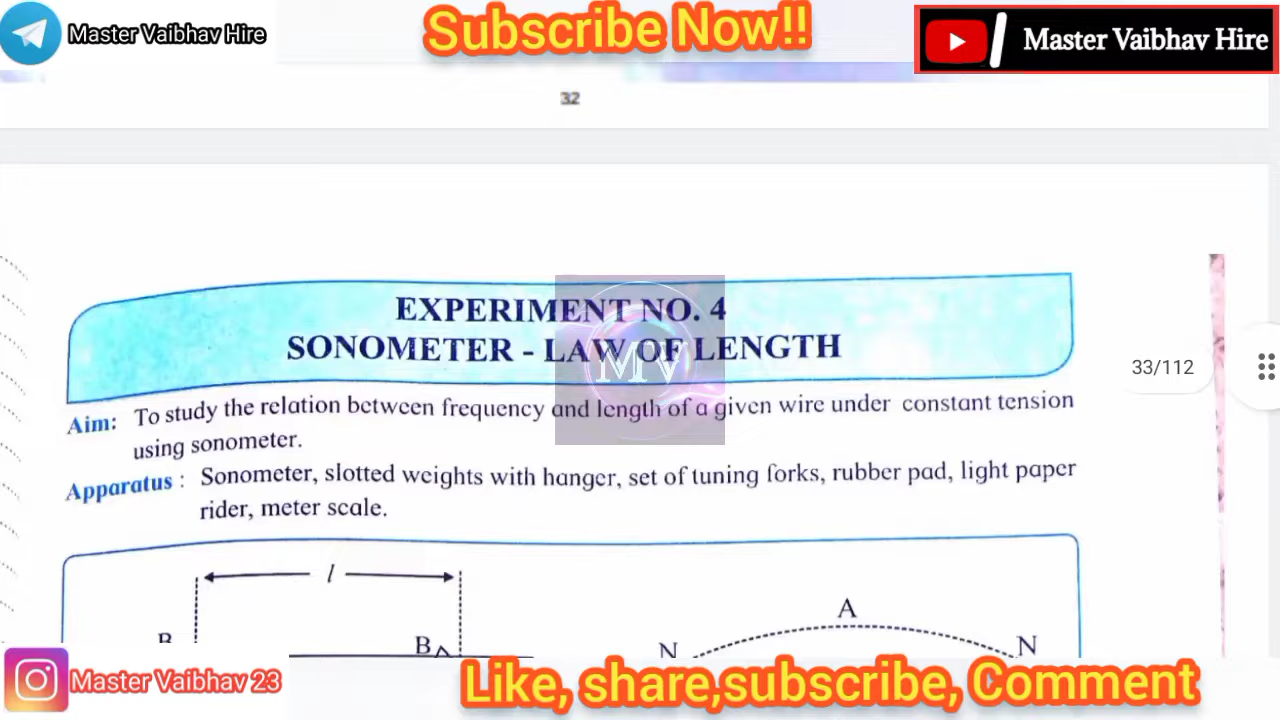 Master Vaibhav Hire
Subscribe Now!!
Master Vaibhav Hire
32
EXPERIMENT NO. 4
SONOMETER - LAW OF LENGTH
MV
33/112
Aim: To study the relation between frequency and length of a given wire under constant tension
using sonometer.
Apparatus : Sonometer, slotted weights with hanger, set of tuning forks, rubber pad, light paper
rider, meter scale.
l
A
B B N N
Master Vaibhav 23
Like, share,subscribe, Comment